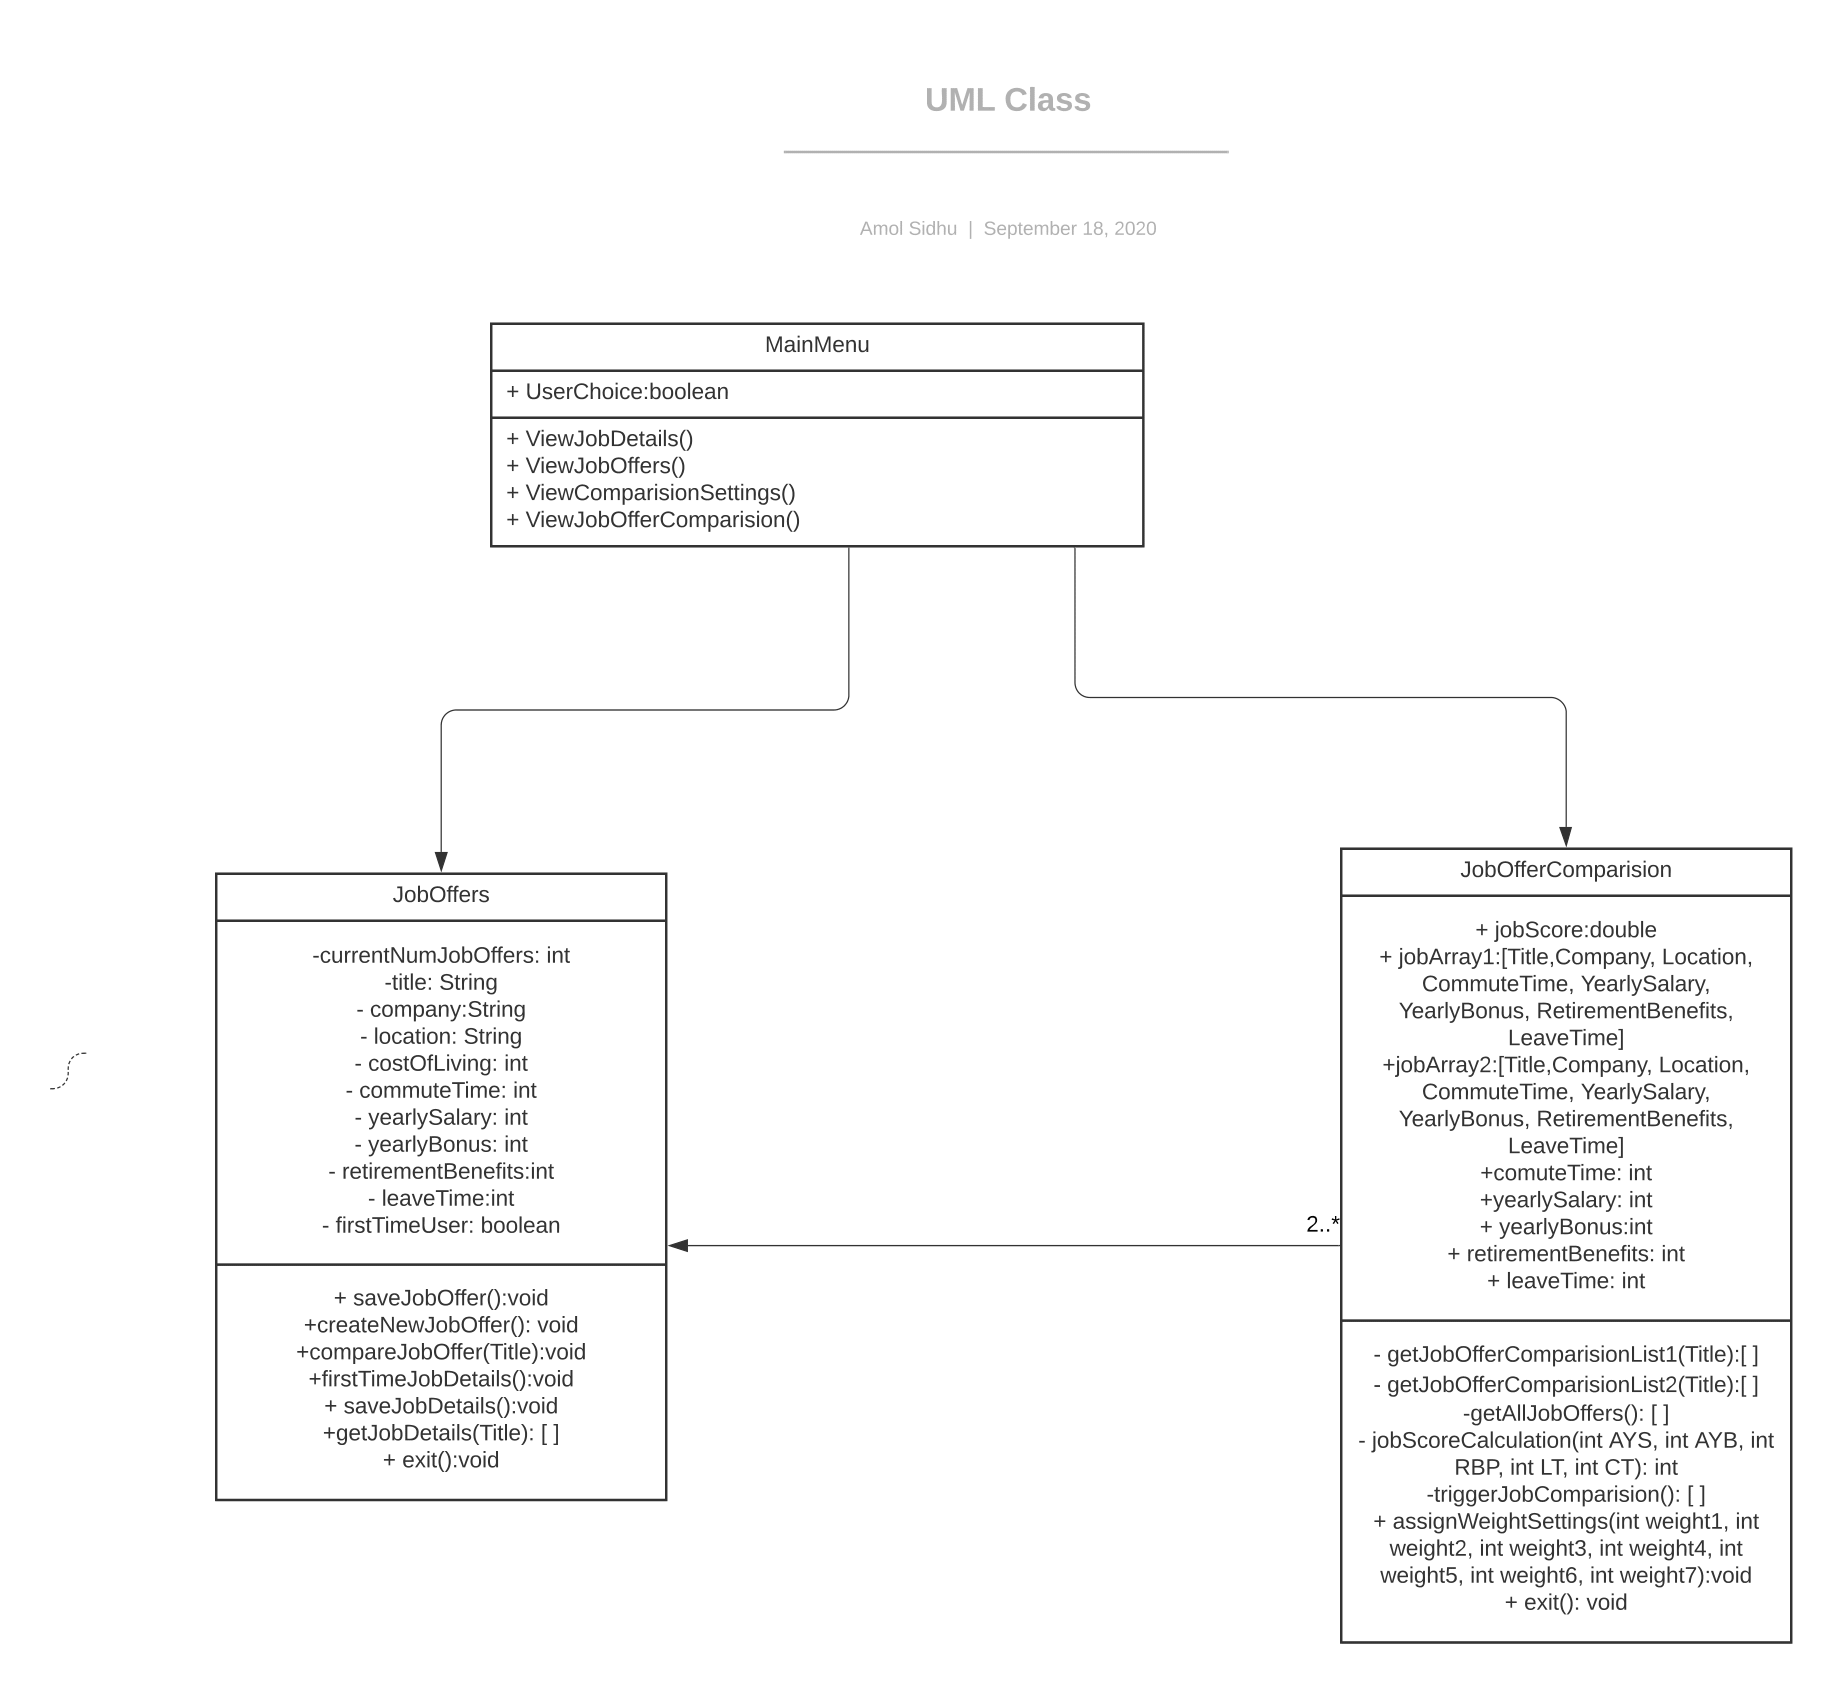 UML Class
Amol Sidhu | September 18, 2020
MainMenu
+ UserChoice:boolean
+ ViewJobDetails()
+ ViewJobOffers()
+ ViewComparisionSettings()
+ ViewJobOfferComparision()
JobOffers
-currentNumJobOffers: int
-title: String
- company:String
- location: String
- costOfLiving: int
- commuteTime: int
- yearlySalary: int
- yearlyBonus: int
- retirementBenefits:int
- leaveTime:int
- firstTimeUser: boolean
+ saveJobOffer():void
+createNewJobOffer(): void
+compareJobOffer(Title):void
+firstTimeJobDetails():void
+ saveJobDetails():void
+getJobDetails(Title): [ ]
+ exit():void
2..*
JobOfferComparision
+ jobScore:double
+ jobArray1:[Title,Company, Location,
CommuteTime, YearlySalary,
YearlyBonus, RetirementBenefits,
LeaveTime]
+jobArray2:[Title,Company, Location,
CommuteTime, YearlySalary,
YearlyBonus, RetirementBenefits,
LeaveTime]
+comuteTime: int
+yearlySalary: int
+ yearlyBonus:int
+ retirementBenefits: int
+ leaveTime: int
- getJobOfferComparisionList1(Title):[ ]
- getJobOfferComparisionList2(Title):[ ]
-getAllJobOffers(): [ ]
- jobScoreCalculation(int AYS, int AYB, int
RBP, int LT, int CT): int
-triggerJobComparision(): [ ]
+ assignWeightSettings(int weight1, int
weight2, int weight3, int weight4, int
weight5, int weight6, int weight7):void
+ exit(): void